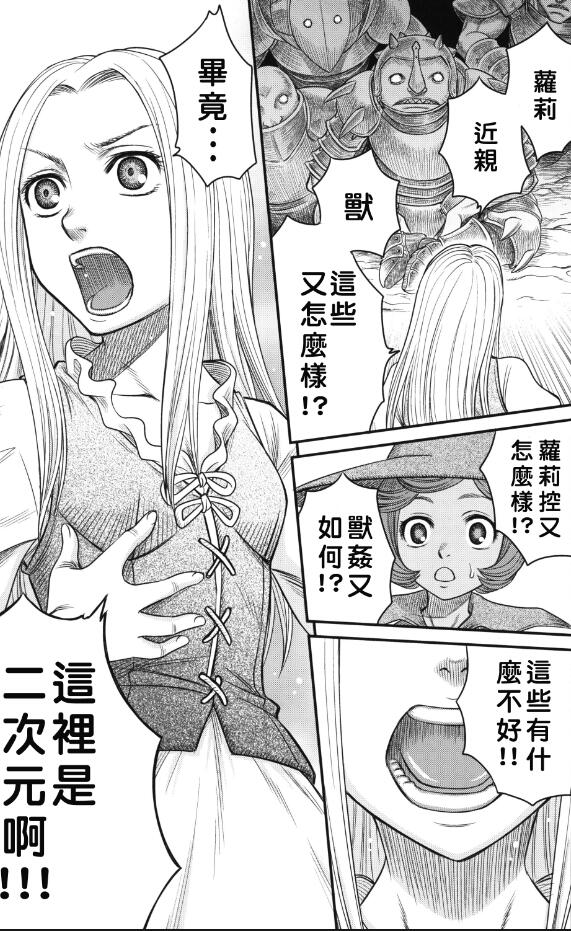 蘿莉
近親
獸
這些
又怎麼樣!?
蘿莉控又
怎麼樣!?
獸姦又
如何!?
這些有什
麼不好!!
畢竟…
這裡是
二次元啊
!!!